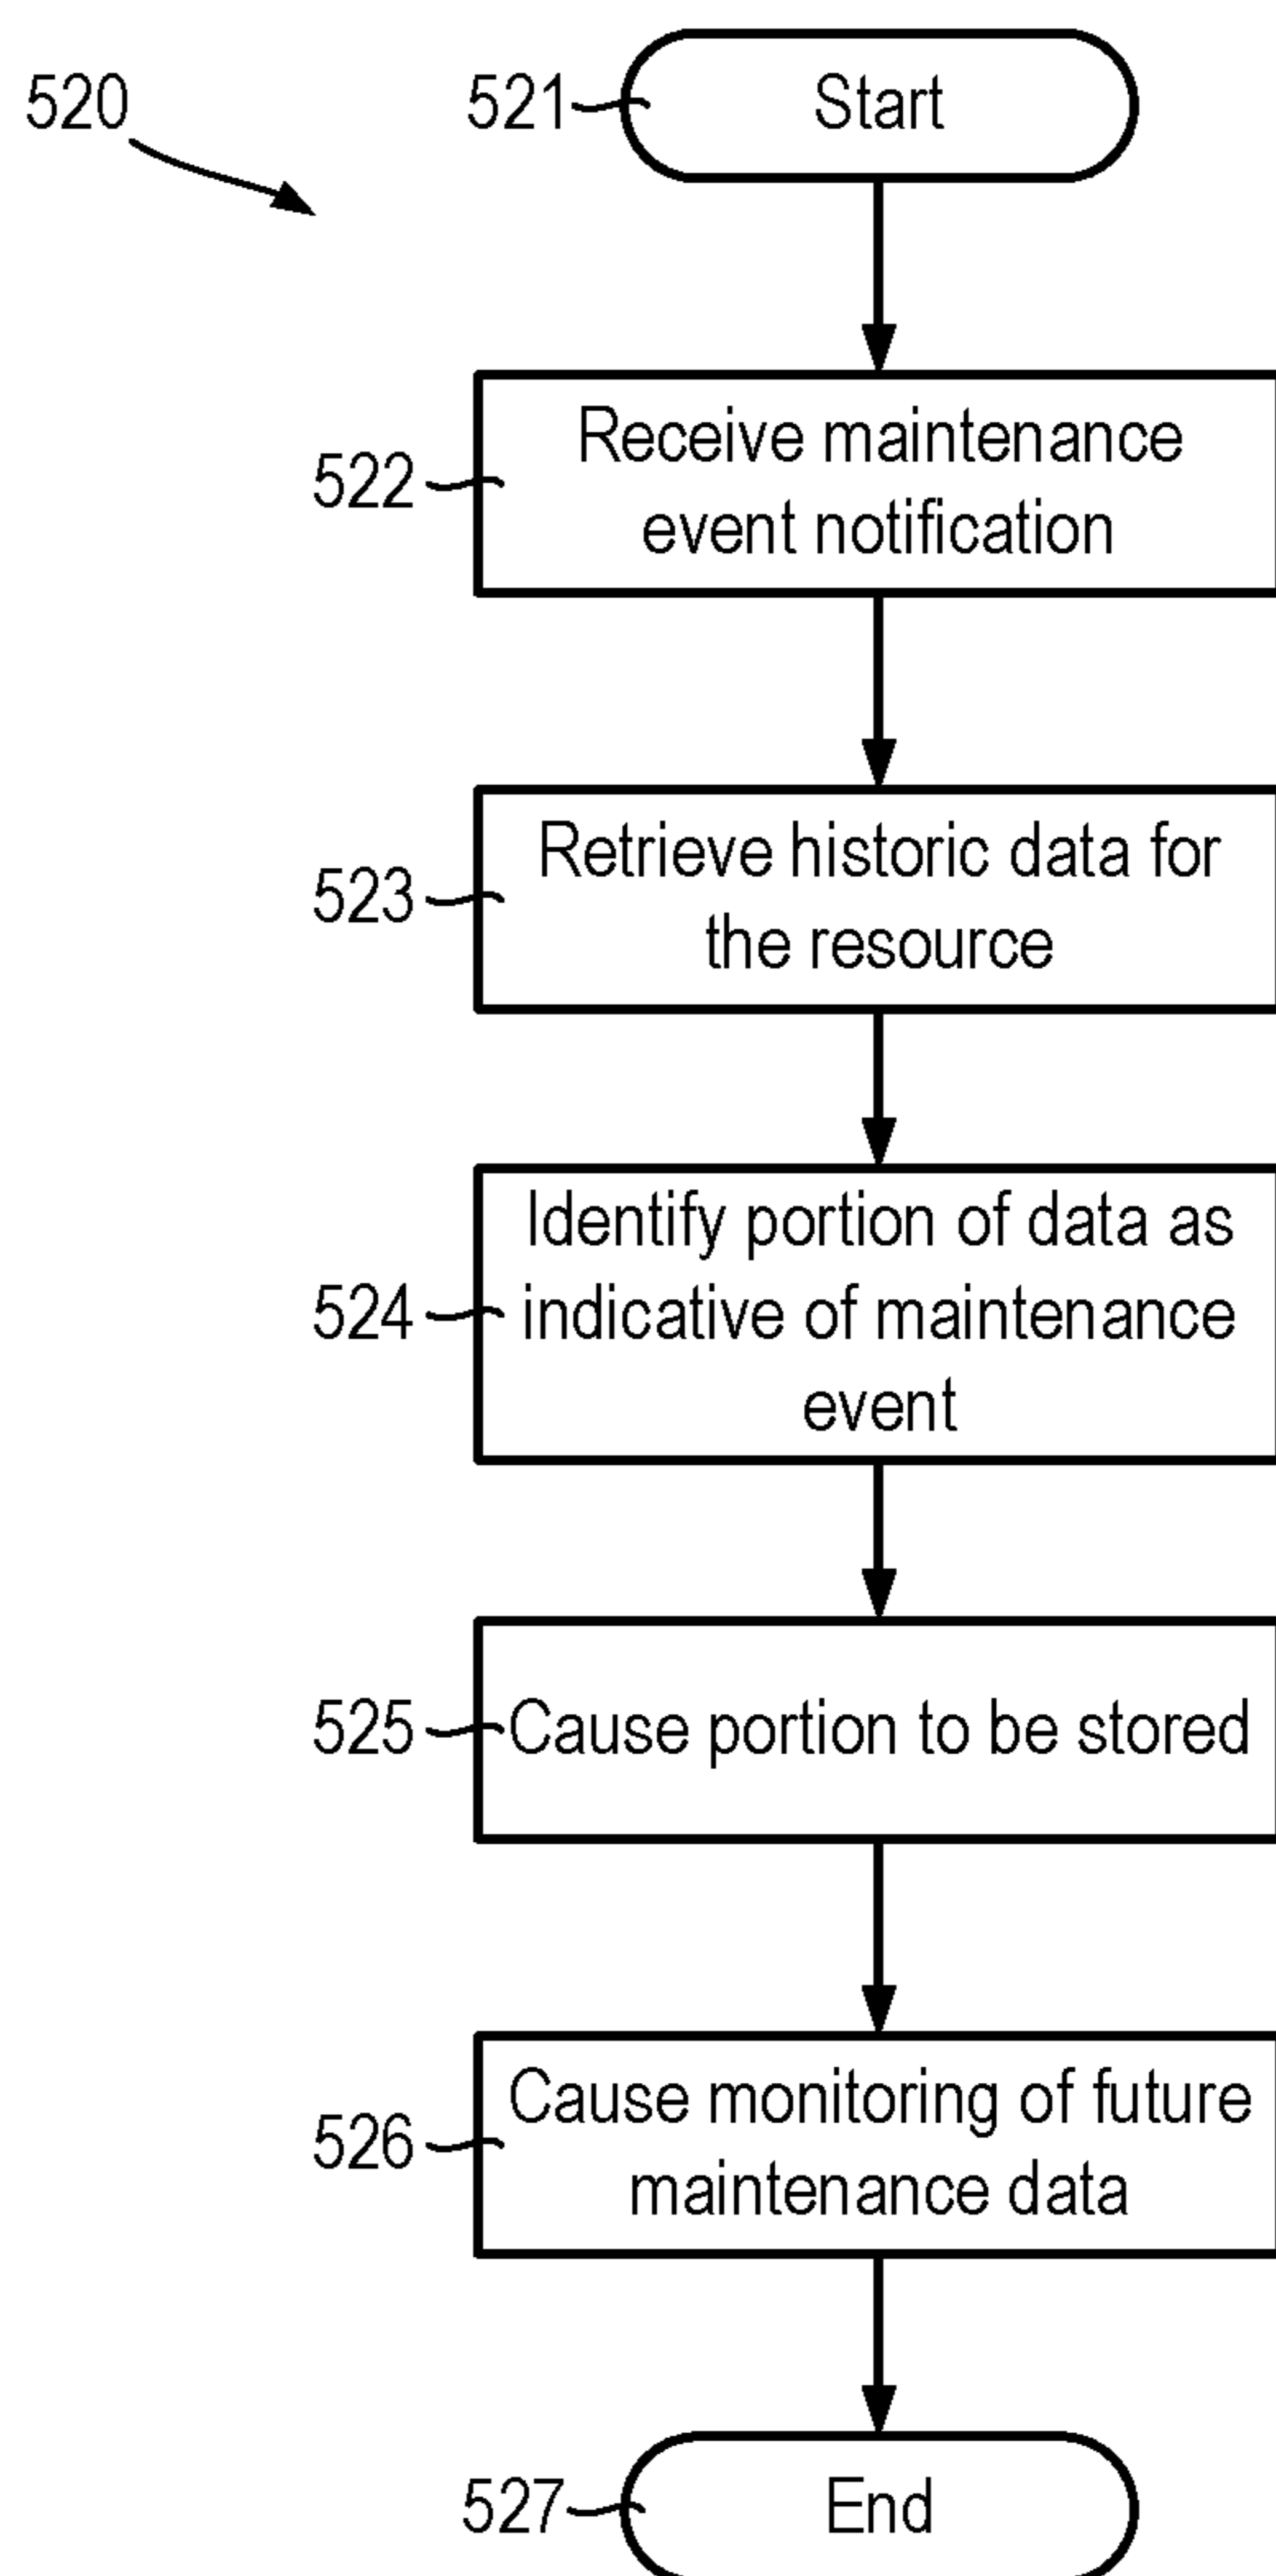 520
521
Start
522
Receive maintenance
event notification
523
Retrieve historic data for
the resource
524
Identify portion of data as
indicative of maintenance
event
525
Cause portion to be stored
526
Cause monitoring of future
maintenance data
527
End